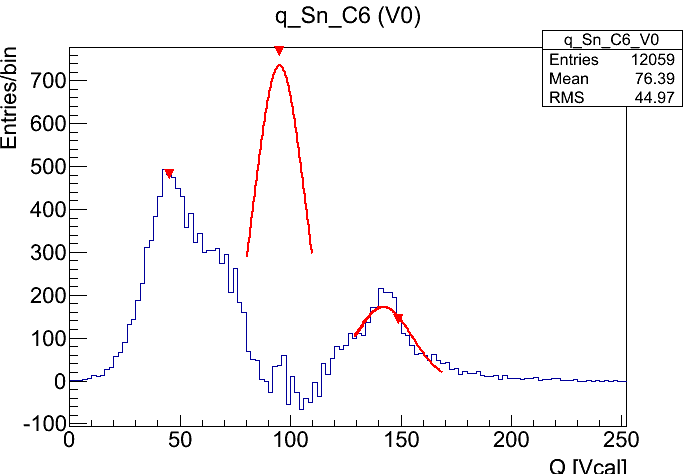 q_Sn_C6 (V0)
q_Sn_C6_V0
Entries 12059
Mean 76.39
RMS 44.97
Entries/bin
700
600
500
400
300
200
100
0
-100
0 50 100 150 200 250
Q [Vcal]